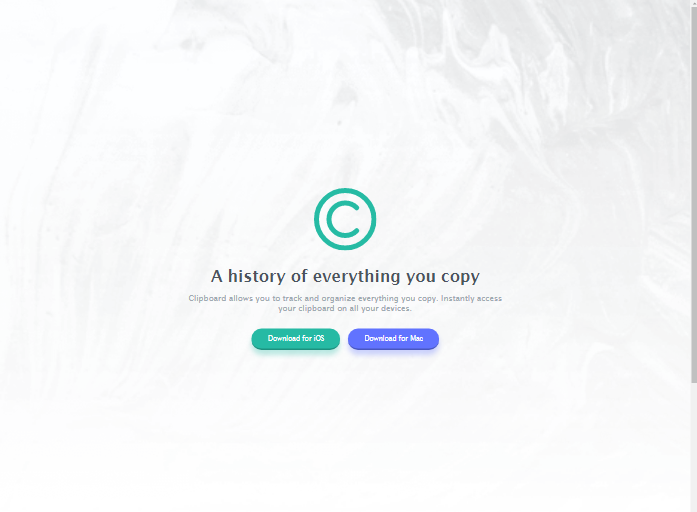 A history of everything you copy
Clipboard allows you to track and organize everything you copy. Instantly access
your clipboard on all your devices.
Download for iOS
Download for Mac